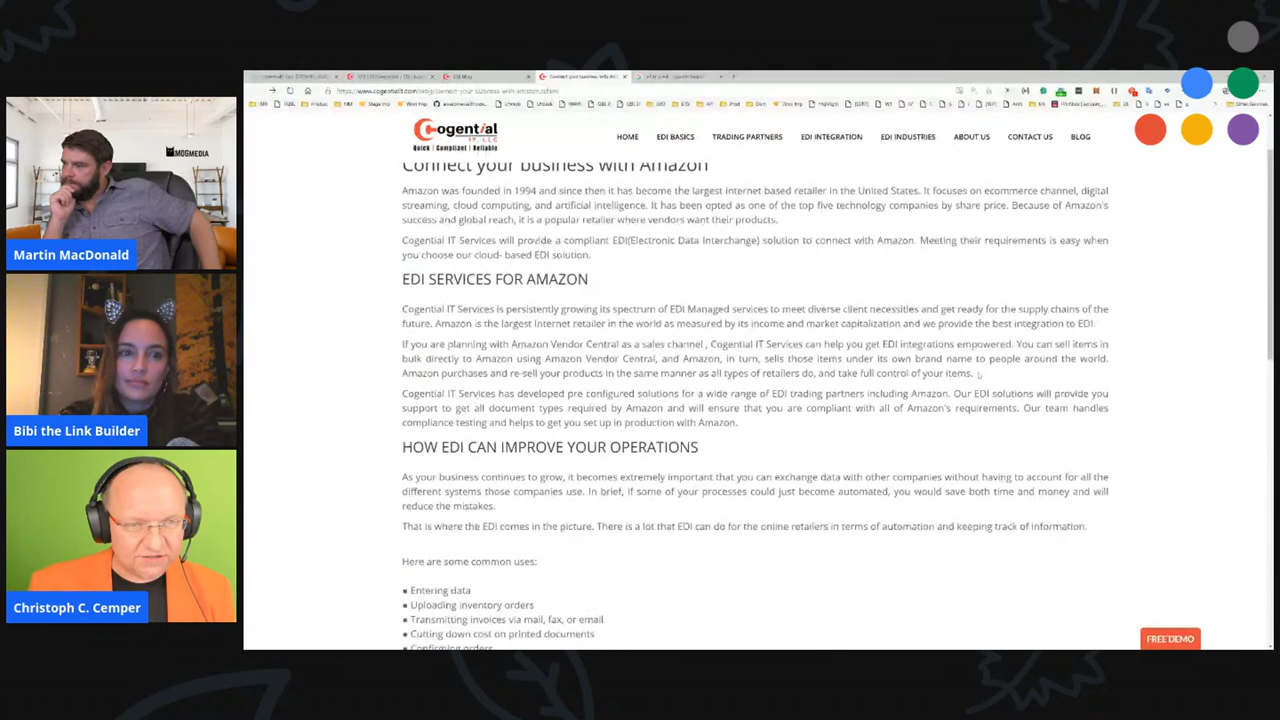 MOGMEDIA
Martin MacDonald
Bibi the Link Builder
Christoph C. Cemper
Cogential
IT, LLC
Quick | Compliant | Reliable
HOME EDI BASICS TRADING PARTNERS EDI INTEGRATION EDI INDUSTRIES ABOUT US CONTACT US BLOG
Connect your business with Amazon
Amazon was founded in 1994 and since then it has become the largest internet based retailer in the United States. It focuses on ecommerce channel, digital
streaming, cloud computing, and artificial intelligence. It has been opted as one of the top five technology companies by share price. Because of Amazon's
success and global reach, it is a popular retailer where vendors want their products.
Cogential IT Services will provide a compliant EDI(Electronic Data Interchange) solution to connect with Amazon. Meeting their requirements is easy when
you choose our cloud- based EDI solution.
EDI SERVICES FOR AMAZON
Cogential IT Services is persistently growing its spectrum of EDI Managed services to meet diverse client necessities and get ready for the supply chains of the
future. Amazon is the largest Internet retailer in the world as measured by its income and market capitalization and we provide the best integration to EDI.
If you are planning with Amazon Vendor Central as a sales channel , Cogential IT Services can help you get EDI integrations empowered. You can sell items in
bulk directly to Amazon using Amazon Vendor Central, and Amazon, in turn, sells those items under its own brand name to people around the world.
Amazon purchases and re-sell your products in the same manner as all types of retailers do, and take full control of your items.
Cogential IT Services has developed pre configured solutions for a wide range of EDI trading partners including Amazon. Our EDI solutions will provide you
support to get all document types required by Amazon and will ensure that you are compliant with all of Amazon's requirements. Our team handles
compliance testing and helps to get you set up in production with Amazon.
HOW EDI CAN IMPROVE YOUR OPERATIONS
As your business continues to grow, it becomes extremely important that you can exchange data with other companies without having to account for all the
different systems those companies use. In brief, if some of your processes could just become automated, you would save both time and money and will
reduce the mistakes.
That is where the EDI comes in the picture. There is a lot that EDI can do for the online retailers in terms of automation and keeping track of information.
Here are some common uses:
● Entering data
● Uploading inventory orders
● Transmitting invoices via mail, fax, or email
● Cutting down cost on printed documents
● Confirming orders
FREE DEMO